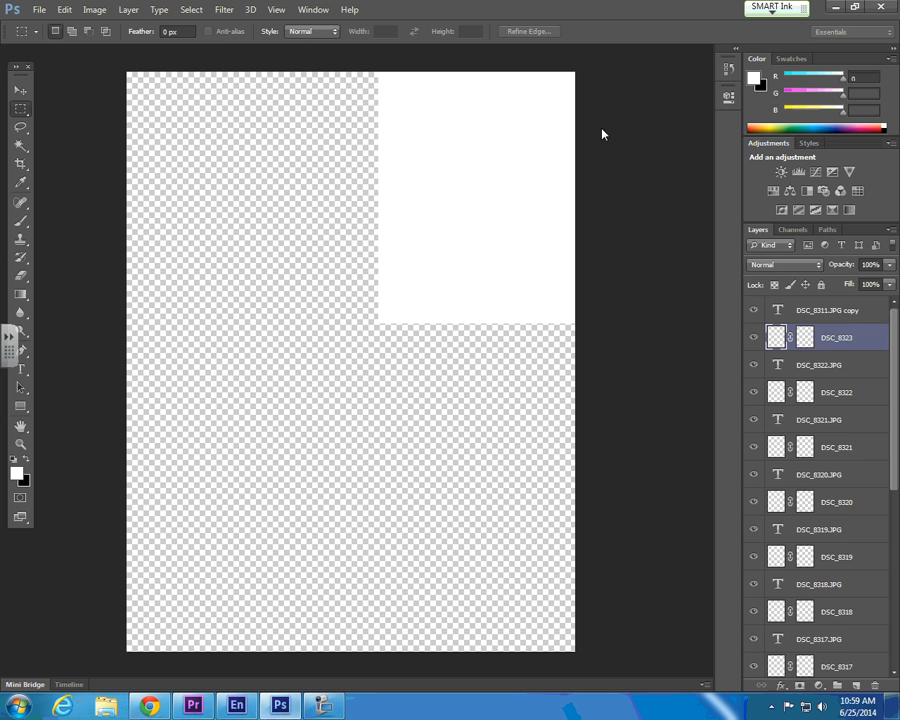 SMART Ink
Ps File Edit Image Layer Type Select Filter 3D View Window Help
Feather: 0 px Anti-alias Style: Normal Width: Height: Refine Edge... Essentials
Color Swatches
R 0
G
B
Adjustments Styles
Add an adjustment
Layers Channels Paths
Kind
Normal Opacity: 100%
Lock: Fill: 100%
T DSC_8311.JPG copy
DSC_8323
T DSC_8322.JPG
DSC_8322
T DSC_8321.JPG
DSC_8321
T DSC_8320.JPG
DSC_8320
T DSC_8319.JPG
DSC_8319
T DSC_8318.JPG
DSC_8318
T DSC_8317.JPG
DSC_8317
Mini Bridge Timeline
Pr En Ps
10:59 AM
6/25/2014